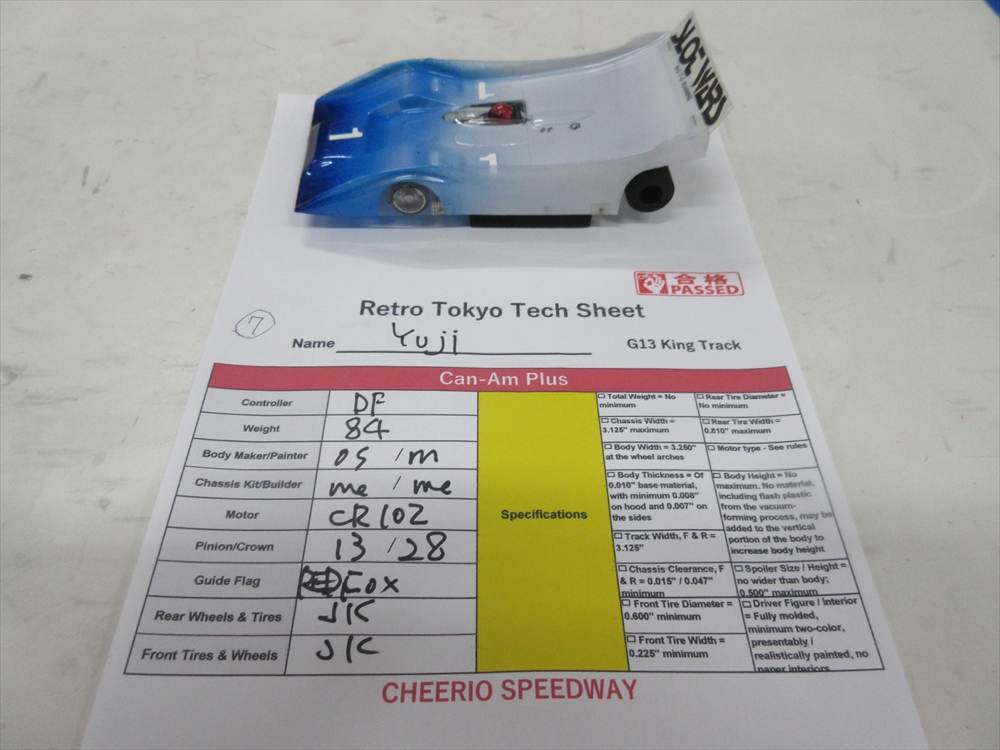 SLOT WARS
1
1
1
合格
PASSED
Retro Tokyo Tech Sheet
7
Name Yuji
G13 King Track
Can-Am Plus
Controller DF
Weight 84
Body Maker/Painter OS / m
Chassis Kit/Builder me / me
Motor CR102
Pinion/Crown 13 / 28
Guide Flag Fox
Rear Wheels & Tires JK
Front Tires & Wheels JK
Specifications
☐ Total Weight = No
minimum
☐ Chassis Width =
3.125" maximum
☐ Body Width = 3.250"
at the wheel arches
☐ Body Thickness = Of
0.010" base material,
with minimum 0.008"
on hood and 0.007" on
the sides
☐ Track Width, F & R =
3.125"
☐ Chassis Clearance, F
& R = 0.015" / 0.047"
minimum
☐ Front Tire Diameter =
0.600" minimum
☐ Front Tire Width =
0.225" minimum
☐ Rear Tire Diameter =
No minimum
☐ Rear Tire Width =
0.810" maximum
☐ Motor type - See rules
☐ Body Height = No
maximum. No material,
including flash plastic
from the vacuum-
forming process, may be
added to the vertical
portion of the body to
increase body height
☐ Spoiler Size / Height =
no wider than body;
0.500" maximum
☐ Driver Figure / Interior
= Fully molded,
minimum two-color,
presentably /
realistically painted, no
paper interiors
CHEERIO SPEEDWAY